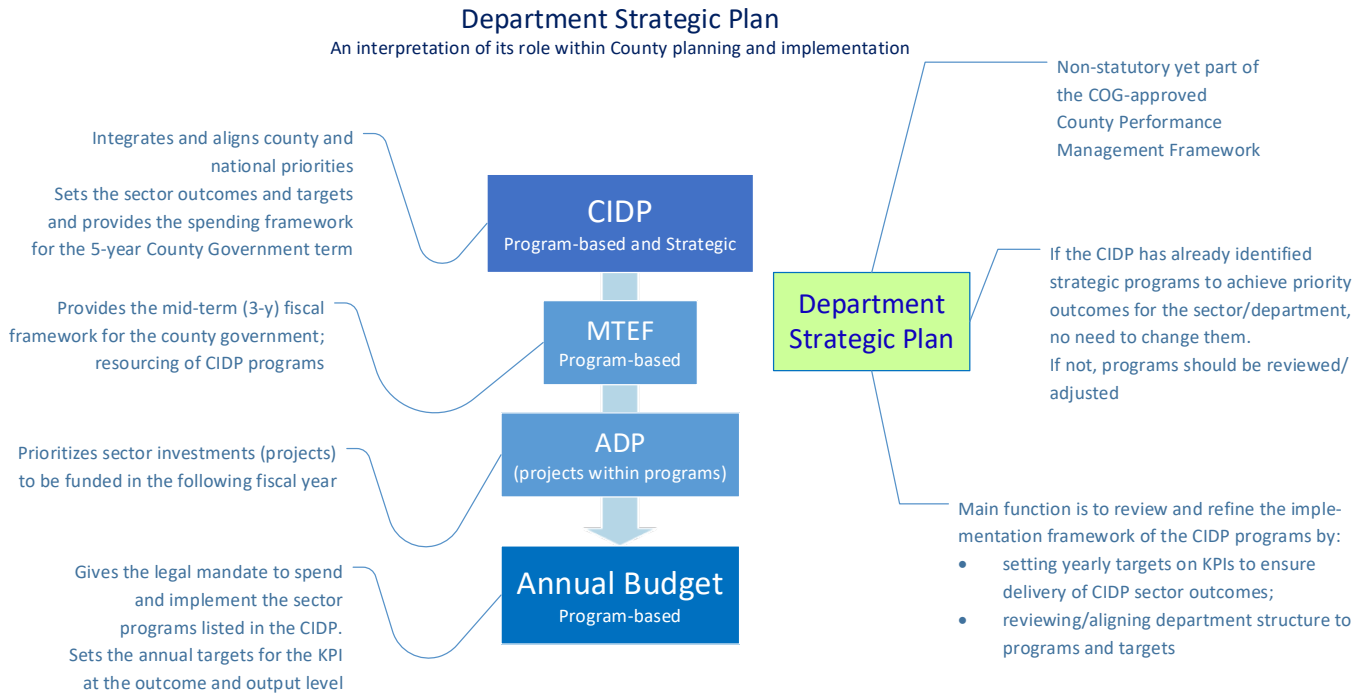 Department Strategic Plan
An interpretation of its role within County planning and implementation
Integrates and aligns county and
national priorities
Sets the sector outcomes and targets
and provides the spending framework
for the 5-year County Government term
CIDP
Program-based and Strategic
Provides the mid-term (3-y) fiscal
framework for the county government;
resourcing of CIDP programs
MTEF
Program-based
Prioritizes sector investments (projects)
to be funded in the following fiscal year
ADP
(projects within programs)
Gives the legal mandate to spend
and implement the sector
programs listed in the CIDP.
Sets the annual targets for the KPI
at the outcome and output level
Annual Budget
Program-based
Department
Strategic Plan
Non-statutory yet part of
the COG-approved
County Performance
Management Framework
If the CIDP has already identified
strategic programs to achieve priority
outcomes for the sector/department,
no need to change them.
If not, programs should be reviewed/
adjusted
Main function is to review and refine the imple-
mentation framework of the CIDP programs by:
• setting yearly targets on KPIs to ensure
delivery of CIDP sector outcomes;
• reviewing/aligning department structure to
programs and targets